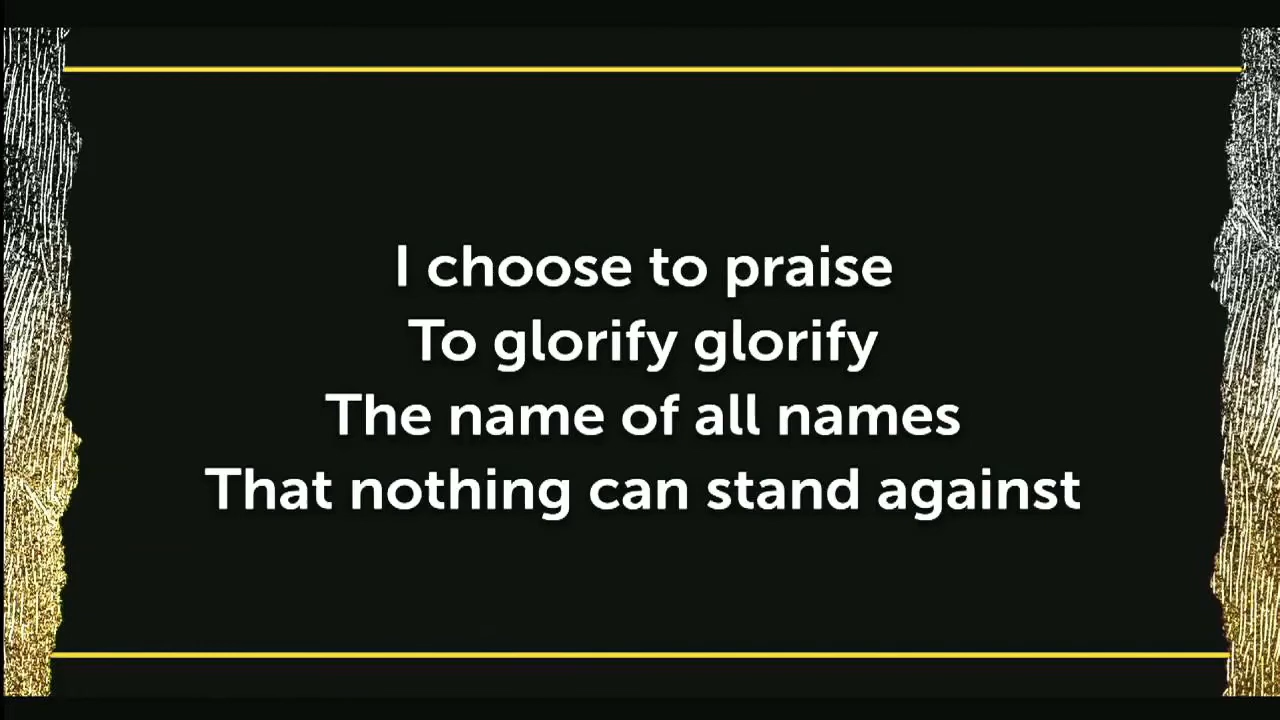 I choose to praise
To glorify glorify
The name of all names
That nothing can stand against